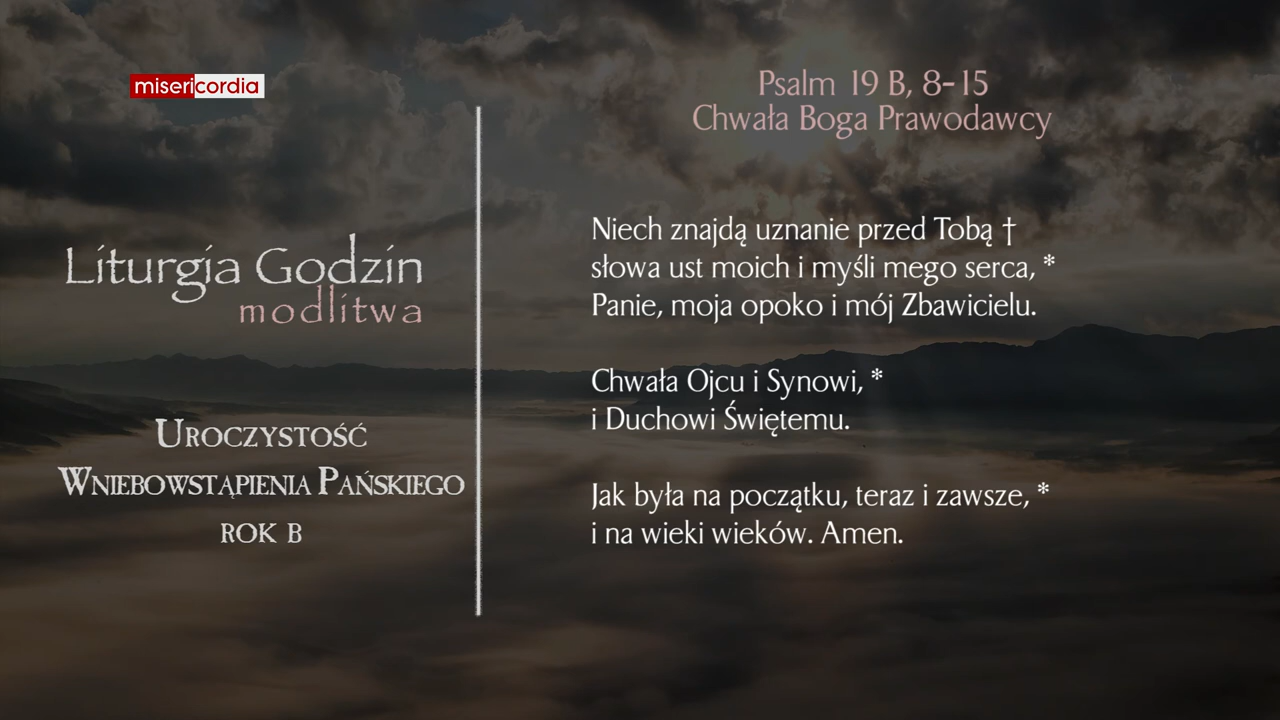 misericordia
Liturgia Godzin
modlitwa
Uroczystość
Wniebowstąpienia Pańskiego
rok B
Psalm 19 B, 8-15
Chwała Boga Prawodawcy
Niech znajdą uznanie przed Tobą †
słowa ust moich i myśli mego serca, *
Panie, moja opoko i mój Zbawicielu.
Chwała Ojcu i Synowi, *
i Duchowi Świętemu.
Jak była na początku, teraz i zawsze, *
i na wieki wieków. Amen.